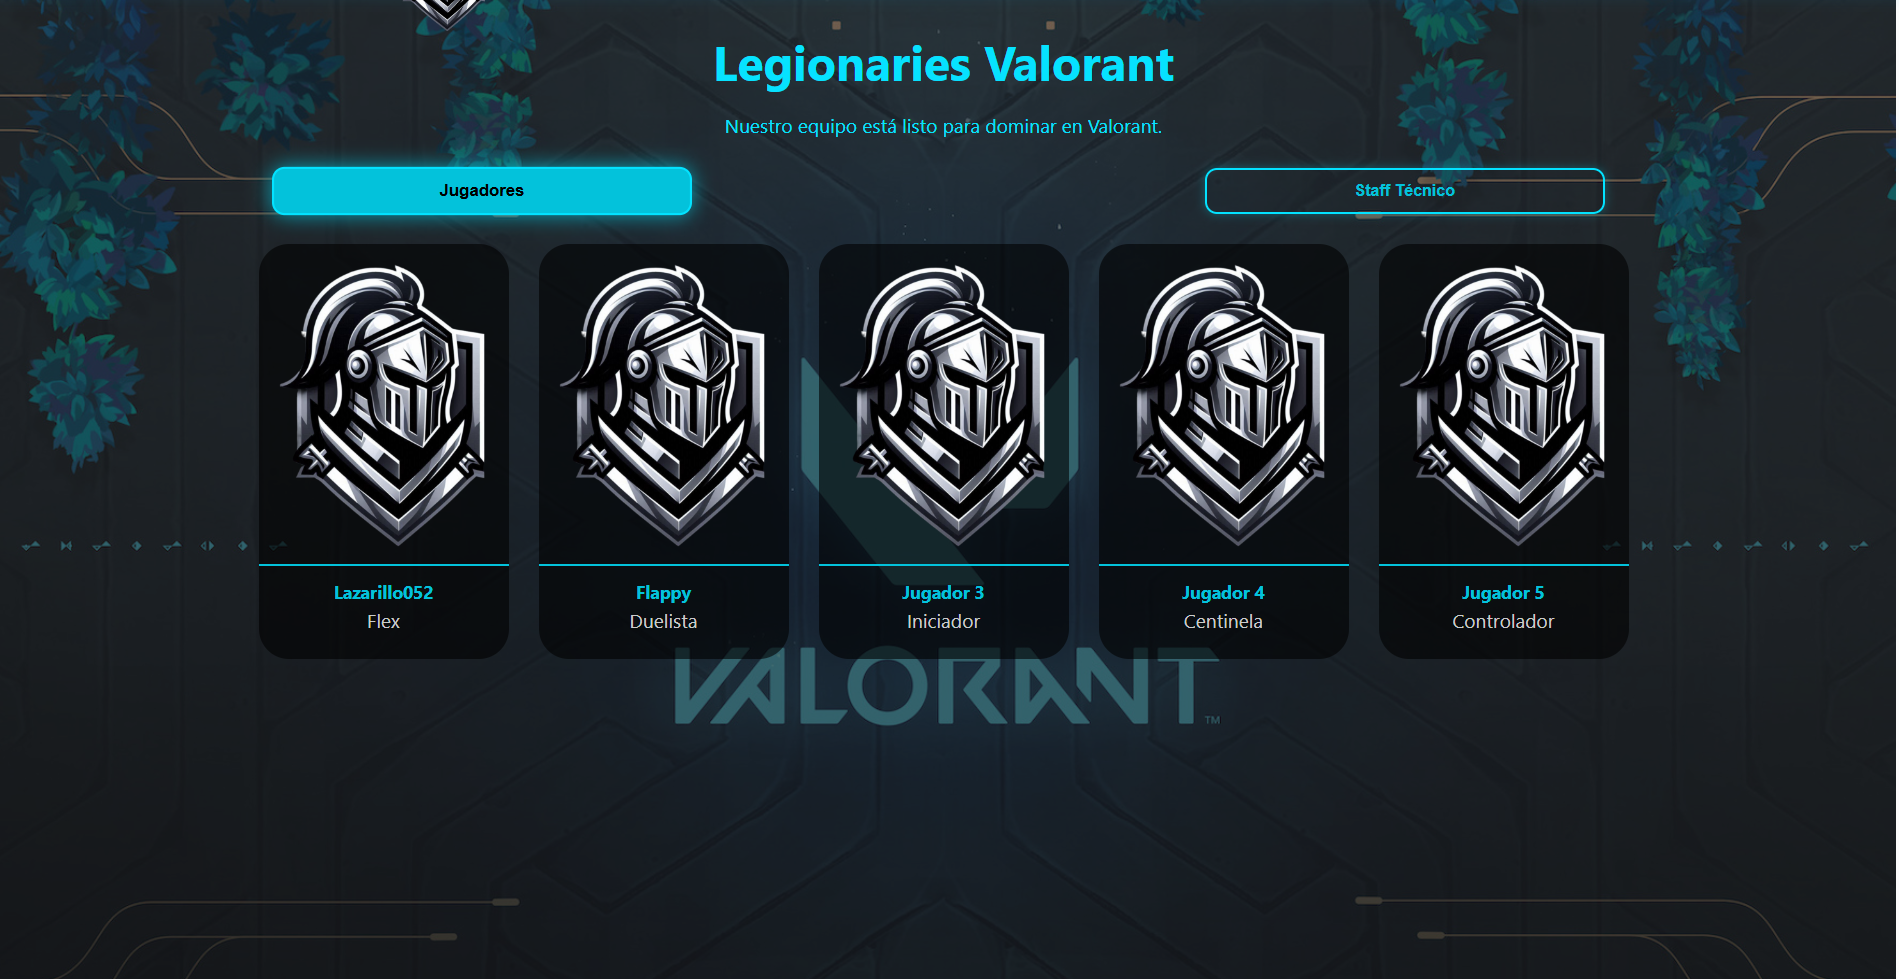 Legionaries Valorant
Nuestro equipo está listo para dominar en Valorant.
Jugadores
Staff Técnico
Lazarillo052
Flex
Flappy
Duelista
Jugador 3
Iniciador
Jugador 4
Centinela
Jugador 5
Controlador
VALORANT™